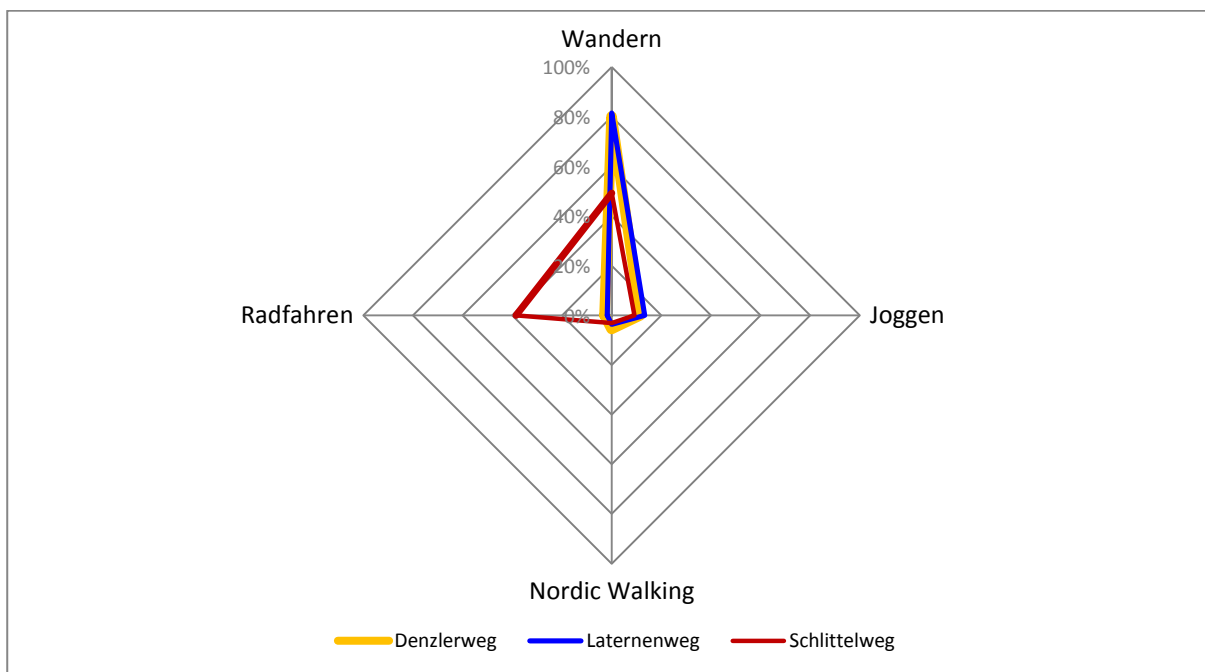 Wandern
100%
80%
60%
40%
20%
0%
Radfahren
Joggen
Nordic Walking
Denzlerweg Laternenweg Schlittelweg